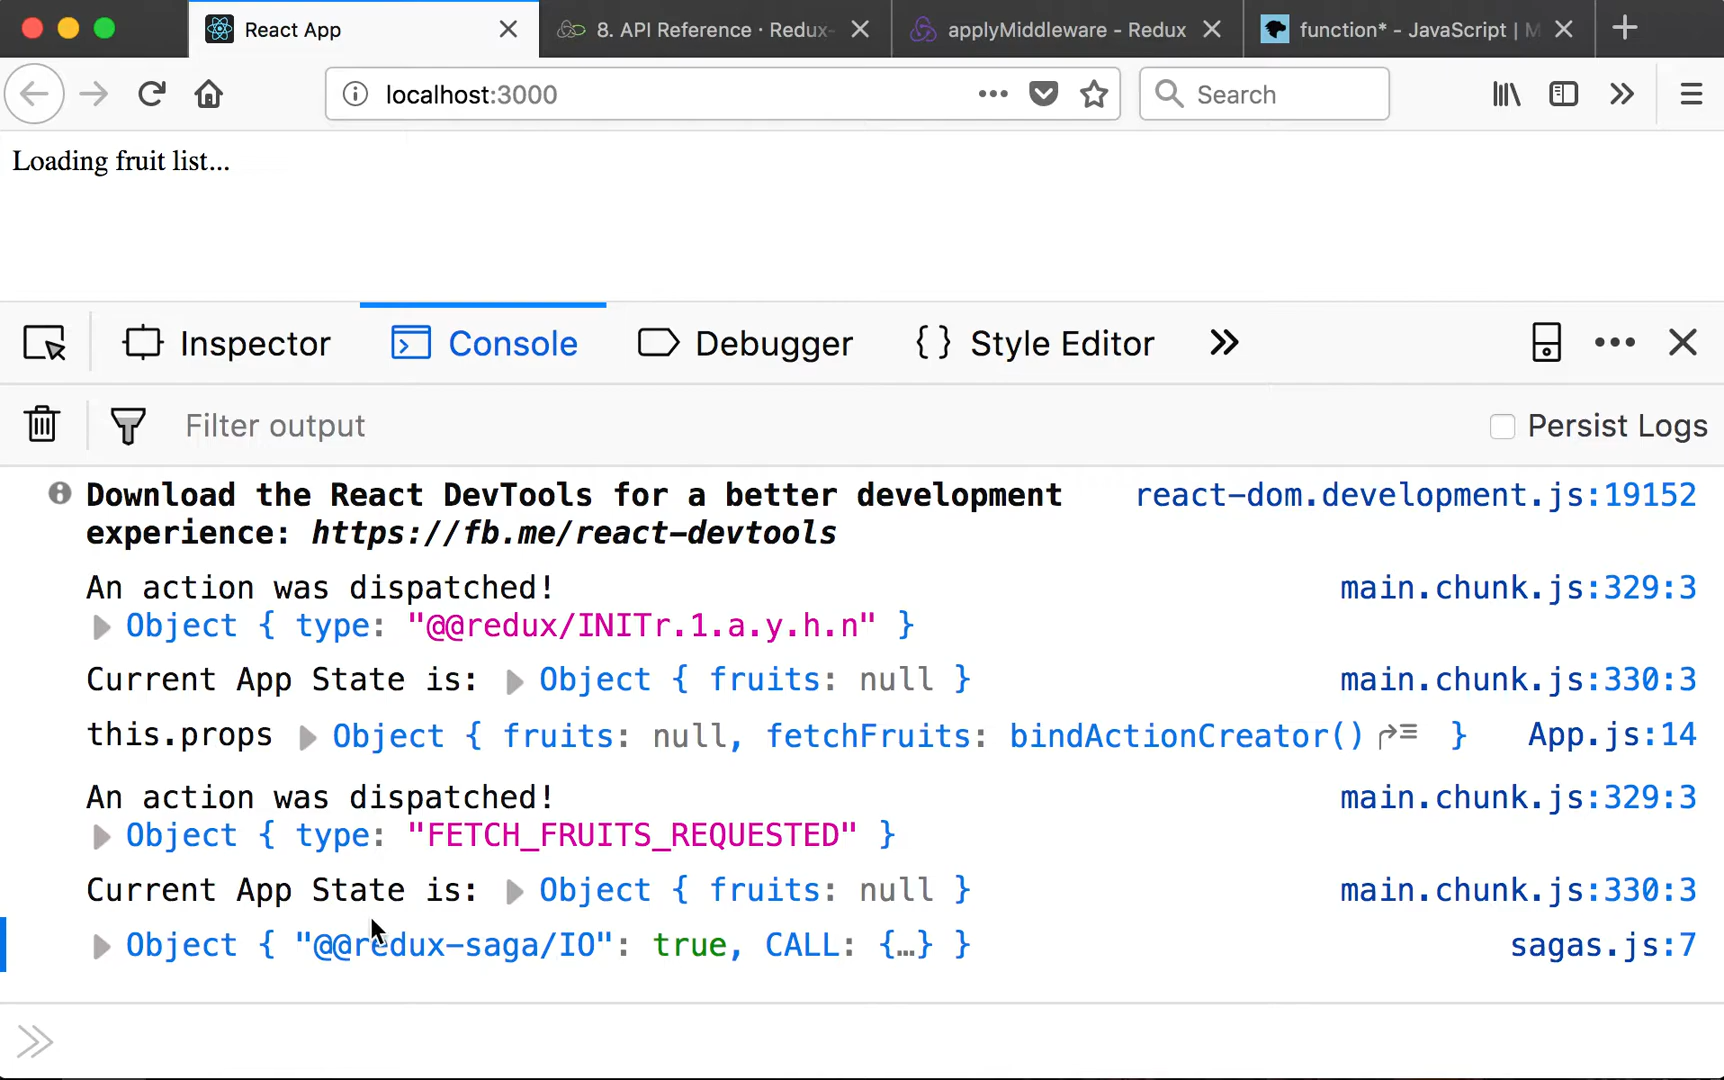 React App
8. API Reference · Redux-
applyMiddleware - Redux
function* - JavaScript | M
localhost:3000
Search
Loading fruit list...
Inspector
Console
Debugger
Style Editor
Filter output
Persist Logs
Download the React DevTools for a better development react-dom.development.js:19152
experience: https://fb.me/react-devtools
An action was dispatched! main.chunk.js:329:3
Object { type: "@@redux/INITr.1.a.y.h.n" }
Current App State is: Object { fruits: null } main.chunk.js:330:3
this.props Object { fruits: null, fetchFruits: bindActionCreator() } App.js:14
An action was dispatched! main.chunk.js:329:3
Object { type: "FETCH_FRUITS_REQUESTED" }
Current App State is: Object { fruits: null } main.chunk.js:330:3
Object { "@@redux-saga/IO": true, CALL: {…} } sagas.js:7